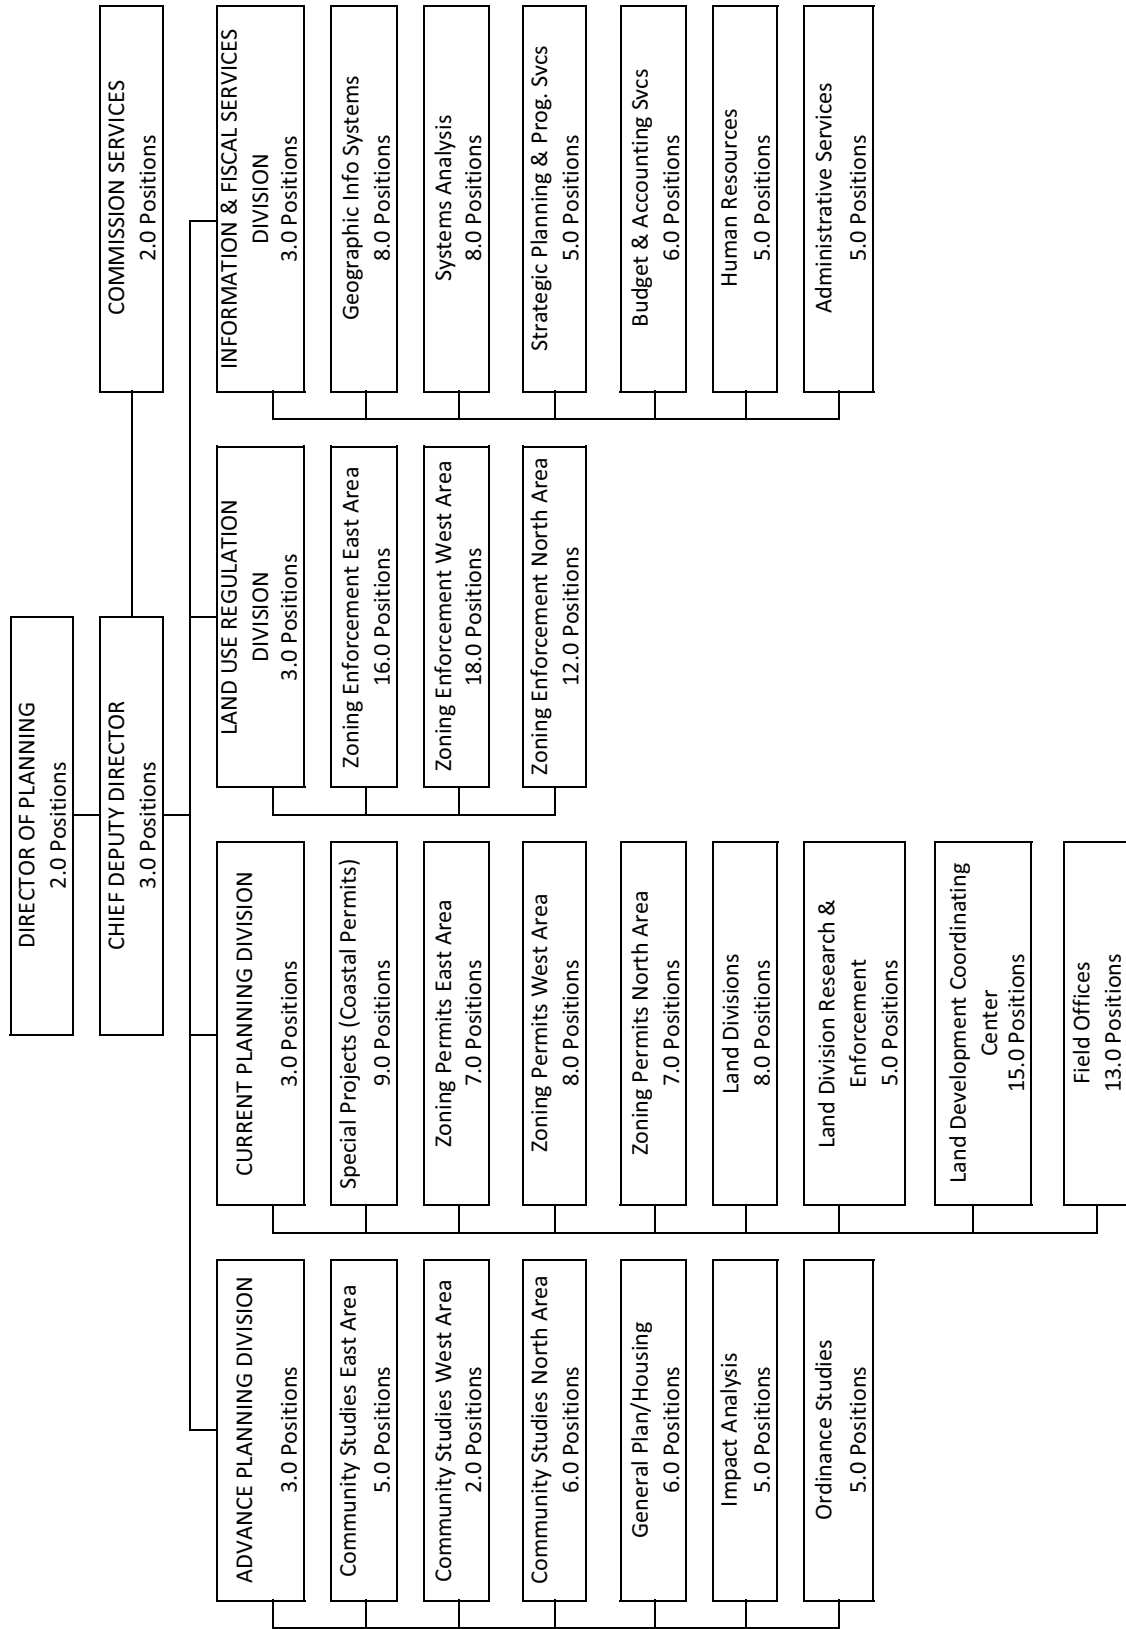 DIRECTOR OF PLANNING
2.0 Positions
CHIEF DEPUTY DIRECTOR
3.0 Positions
COMMISSION SERVICES
2.0 Positions
ADVANCE PLANNING DIVISION
3.0 Positions
Community Studies East Area
5.0 Positions
Community Studies West Area
2.0 Positions
Community Studies North Area
6.0 Positions
General Plan/Housing
6.0 Positions
Impact Analysis
5.0 Positions
Ordinance Studies
5.0 Positions
CURRENT PLANNING DIVISION
3.0 Positions
Special Projects (Coastal Permits)
9.0 Positions
Zoning Permits East Area
7.0 Positions
Zoning Permits West Area
8.0 Positions
Zoning Permits North Area
7.0 Positions
Land Divisions
8.0 Positions
Land Division Research &
Enforcement
5.0 Positions
Land Development Coordinating
Center
15.0 Positions
Field Offices
13.0 Positions
LAND USE REGULATION
DIVISION
3.0 Positions
Zoning Enforcement East Area
16.0 Positions
Zoning Enforcement West Area
18.0 Positions
Zoning Enforcement North Area
12.0 Positions
INFORMATION & FISCAL SERVICES
DIVISION
3.0 Positions
Geographic Info Systems
8.0 Positions
Systems Analysis
8.0 Positions
Strategic Planning & Prog. Svcs
5.0 Positions
Budget & Accounting Svcs
6.0 Positions
Human Resources
5.0 Positions
Administrative Services
5.0 Positions